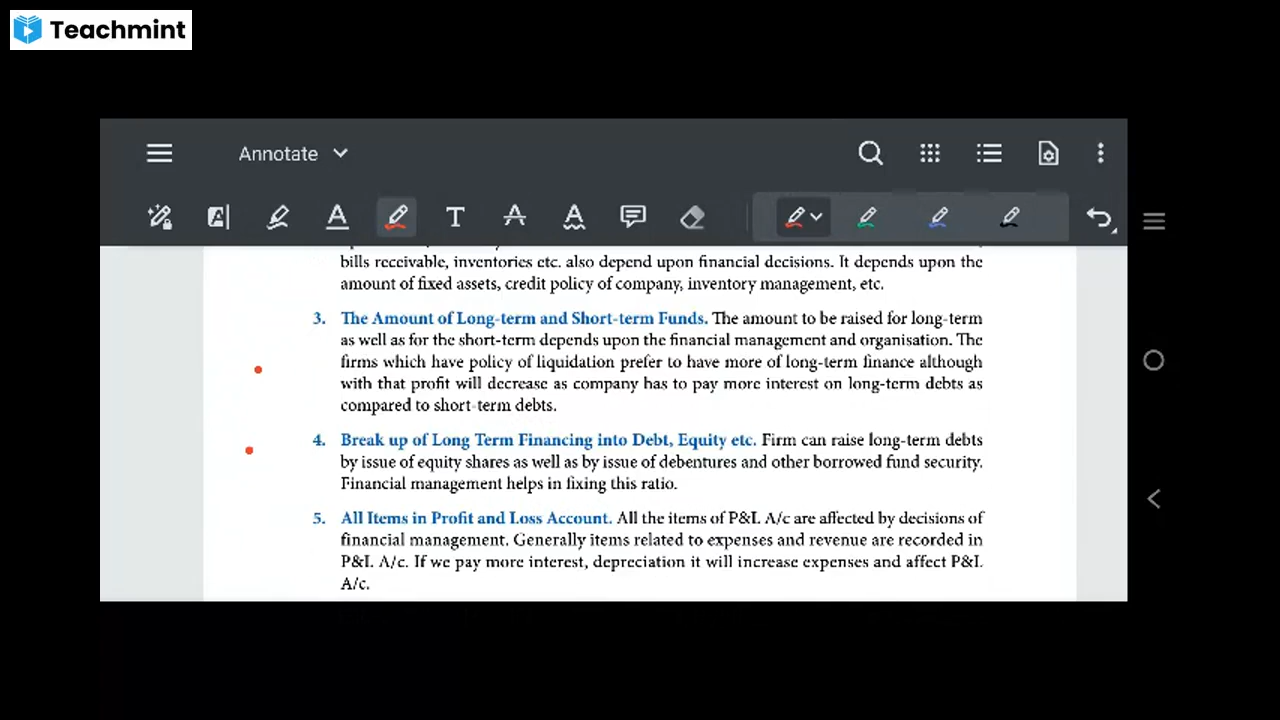 Teachmint
Annotate
bills receivable, inventories etc. also depend upon financial decisions. It depends upon the
amount of fixed assets, credit policy of company, inventory management, etc.
3. The Amount of Long-term and Short-term Funds. The amount to be raised for long-term
as well as for the short-term depends upon the financial management and organisation. The
firms which have policy of liquidation prefer to have more of long-term finance although
with that profit will decrease as company has to pay more interest on long-term debts as
compared to short-term debts.
4. Break up of Long Term Financing into Debt, Equity etc. Firm can raise long-term debts
by issue of equity shares as well as by issue of debentures and other borrowed fund security.
Financial management helps in fixing this ratio.
5. All Items in Profit and Loss Account. All the items of P&L A/c are affected by decisions of
financial management. Generally items related to expenses and revenue are recorded in
P&L A/c. If we pay more interest, depreciation it will increase expenses and affect P&L
A/c.